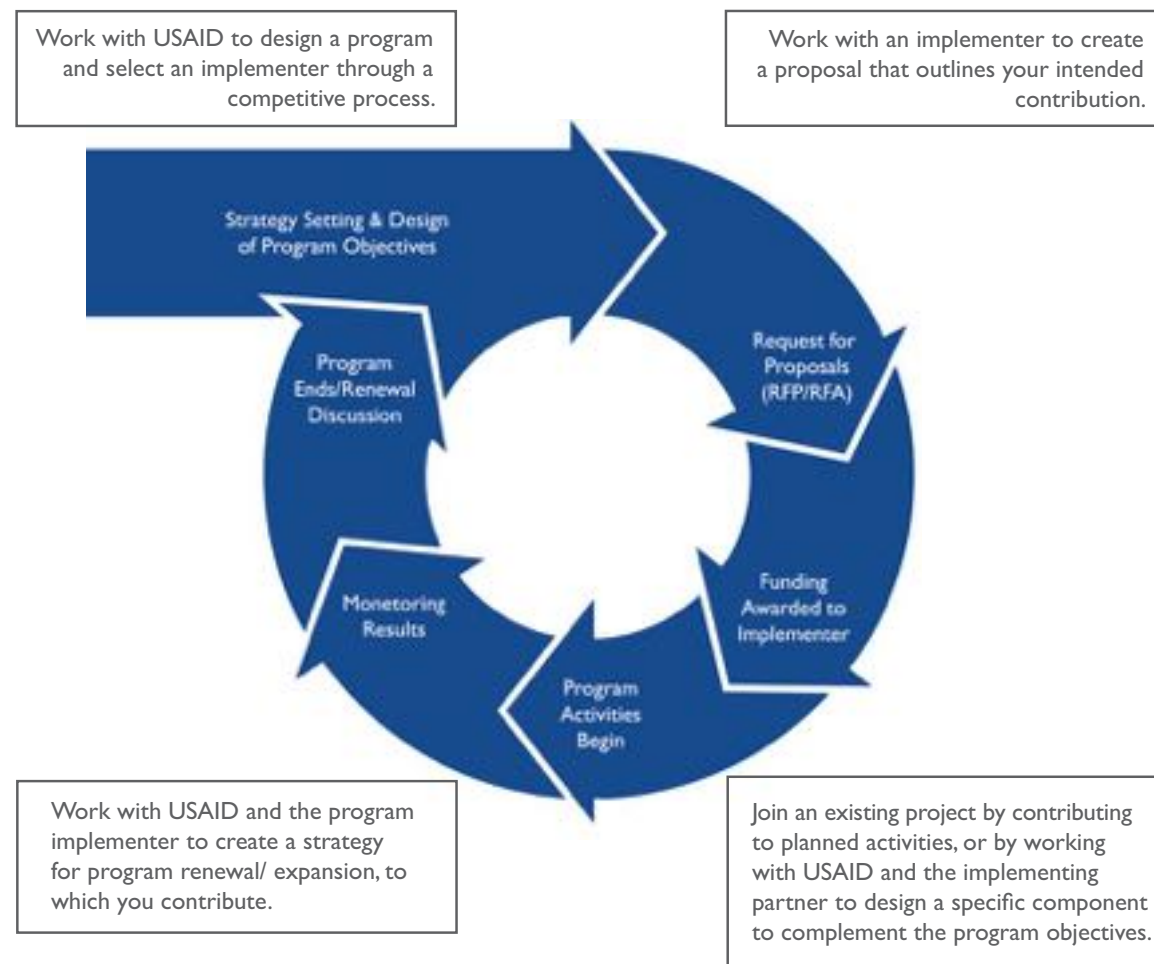 Work with USAID to design a program
and select an implementer through a
competitive process.
Work with an implementer to create
a proposal that outlines your intended
contribution.
Strategy Setting & Design
of Program Objectives
Request for
Proposals
(RFP/RFA)
Funding
Awarded to
Implementer
Program
Activities
Begin
Monetoring
Results
Program
Ends/Renewal
Discussion
Work with USAID and the program
implementer to create a strategy
for program renewal/ expansion, to
which you contribute.
Join an existing project by contributing
to planned activities, or by working
with USAID and the implementing
partner to design a specific component
to complement the program objectives.